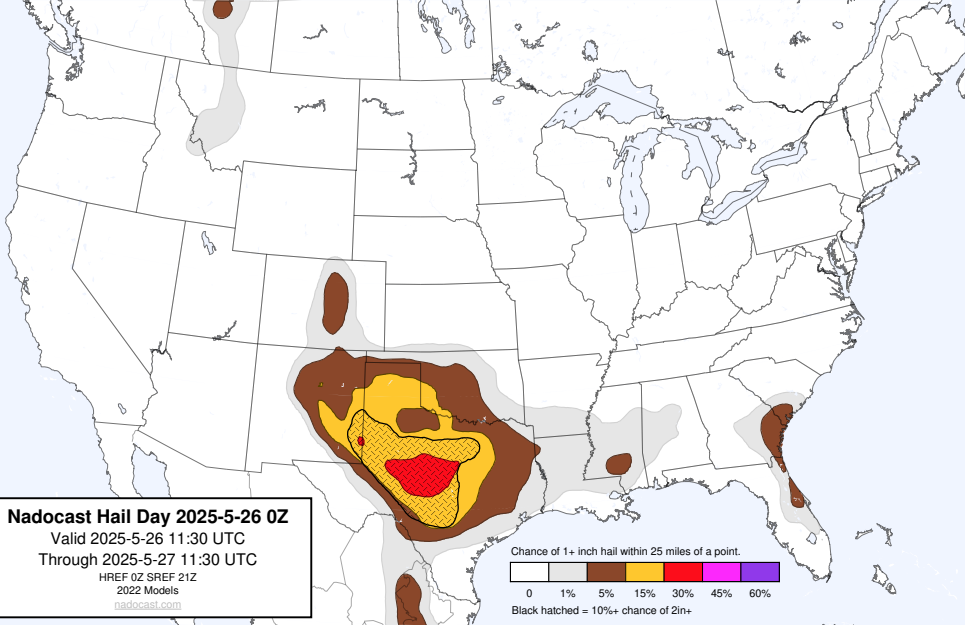 Nadocast Hail Day 2025-5-26 0Z
Valid 2025-5-26 11:30 UTC
Through 2025-5-27 11:30 UTC
HREF 0Z SREF 21Z
2022 Models
nadocast.com
Chance of 1+ inch hail within 25 miles of a point.
0 1% 5% 15% 30% 45% 60%
Black hatched = 10%+ chance of 2in+